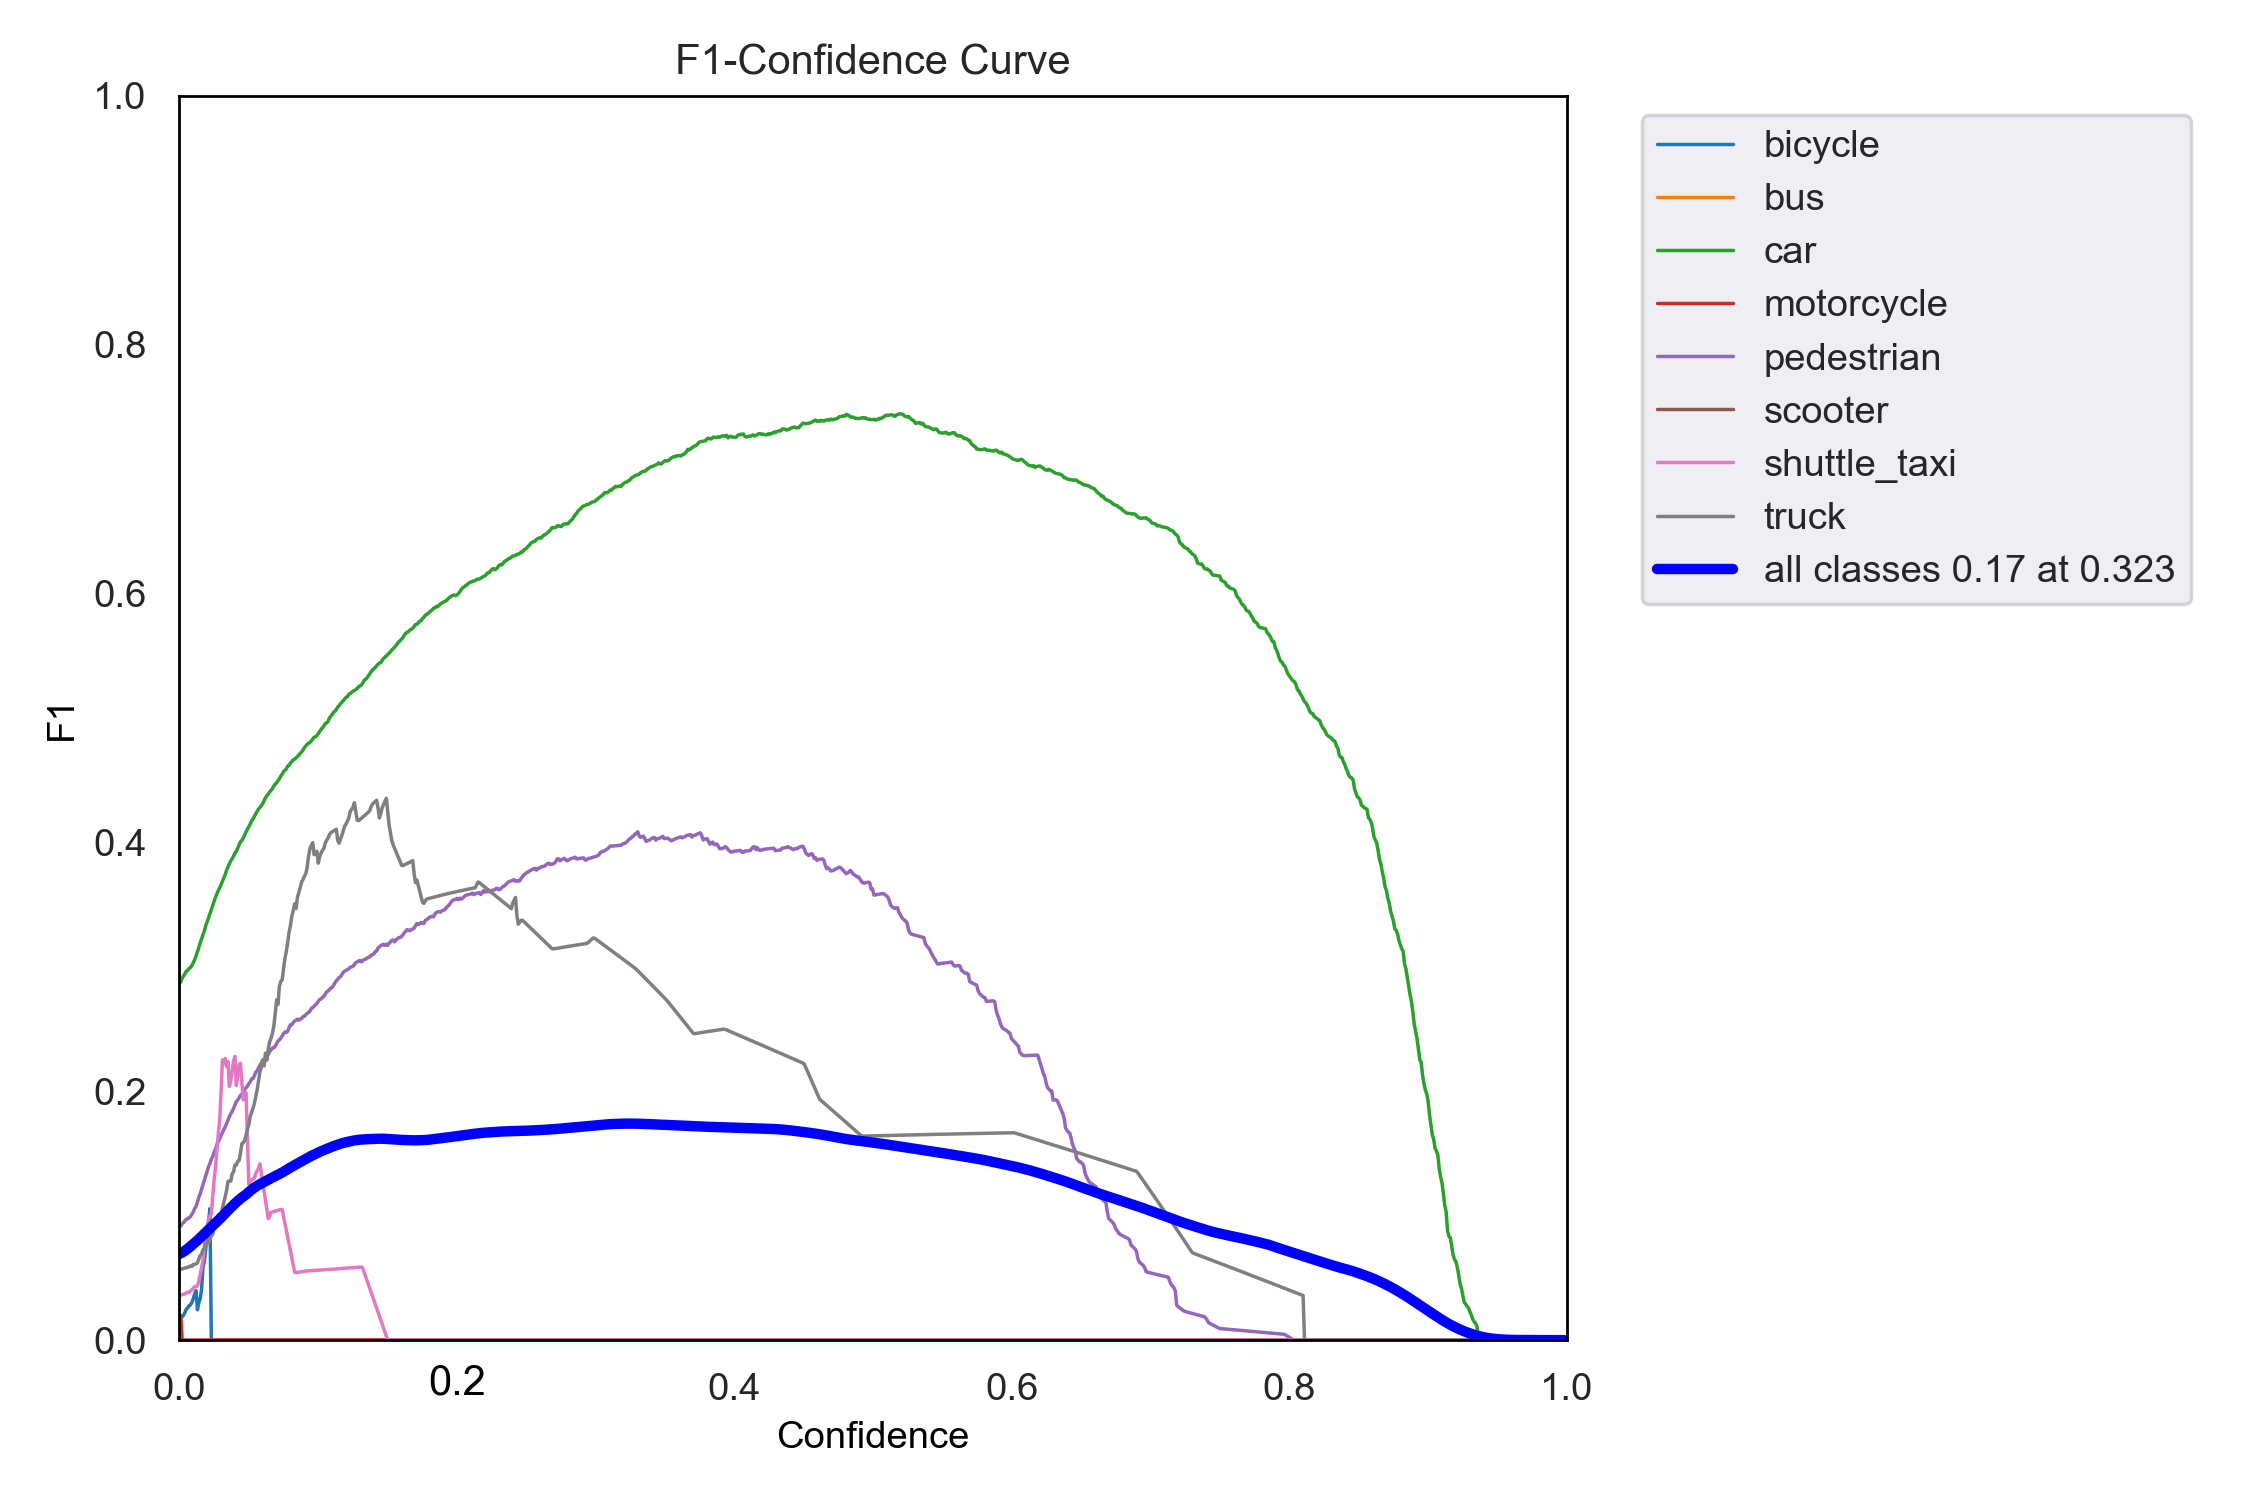 F1-Confidence Curve
1.0
0.8
0.6
0.4
0.2
0.0
F1
0.0 0.2 0.4 0.6 0.8 1.0
Confidence
bicycle
bus
car
motorcycle
pedestrian
scooter
shuttle_taxi
truck
all classes 0.17 at 0.323